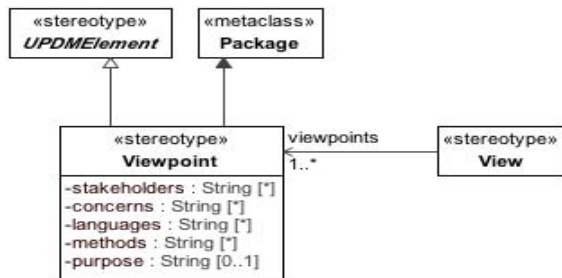 «stereotype»
UPDMElement
«metaclass»
Package
«stereotype»
Viewpoint
-stakeholders : String [*]
-concerns : String [*]
-languages : String [*]
-methods : String [*]
-purpose : String [0..1]
viewpoints
1..*
«stereotype»
View